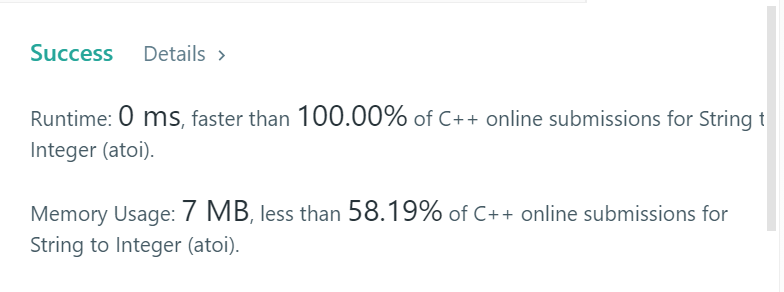 Success Details >
Runtime: 0 ms, faster than 100.00% of C++ online submissions for String t
Integer (atoi).
Memory Usage: 7 MB, less than 58.19% of C++ online submissions for
String to Integer (atoi).